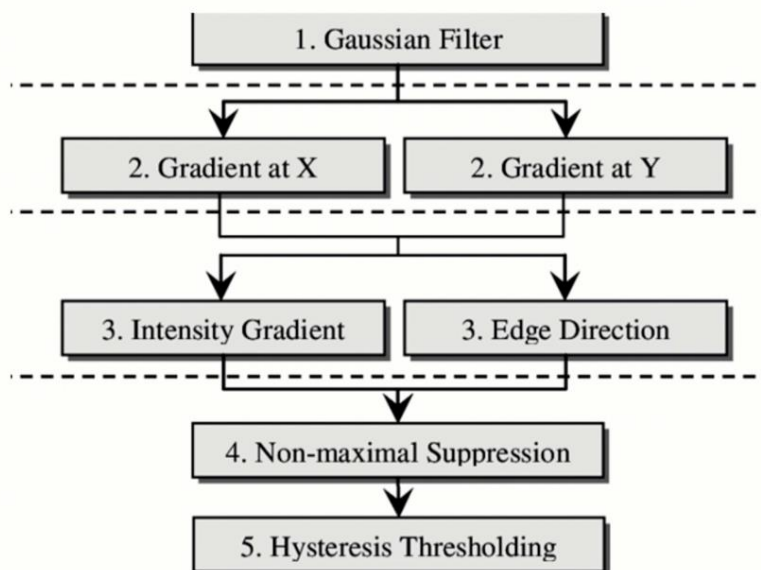 1. Gaussian Filter
2. Gradient at X
2. Gradient at Y
3. Intensity Gradient
3. Edge Direction
4. Non-maximal Suppression
5. Hysteresis Thresholding